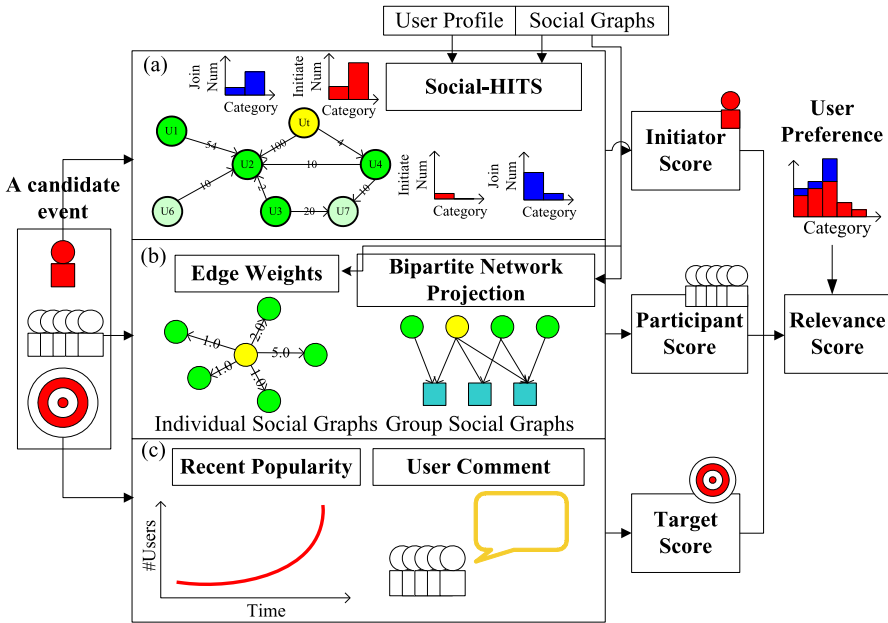 User Profile
Social Graphs
(a)
Join
Num
Category
Initiate
Num
Category
Social-HITS
U1
Ut
U2
U4
U6
U3
U7
54
100
4
10
10
2
20
10
Initiate
Num
Category
Join
Num
Category
A candidate
event
Initiator
Score
User
Preference
Category
(b)
Edge Weights
Bipartite Network
Projection
1.0
2.0
5.0
1.0
1.0
Individual Social Graphs
Group Social Graphs
Participant
Score
Relevance
Score
(c)
Recent Popularity
User Comment
#Users
Time
Target
Score